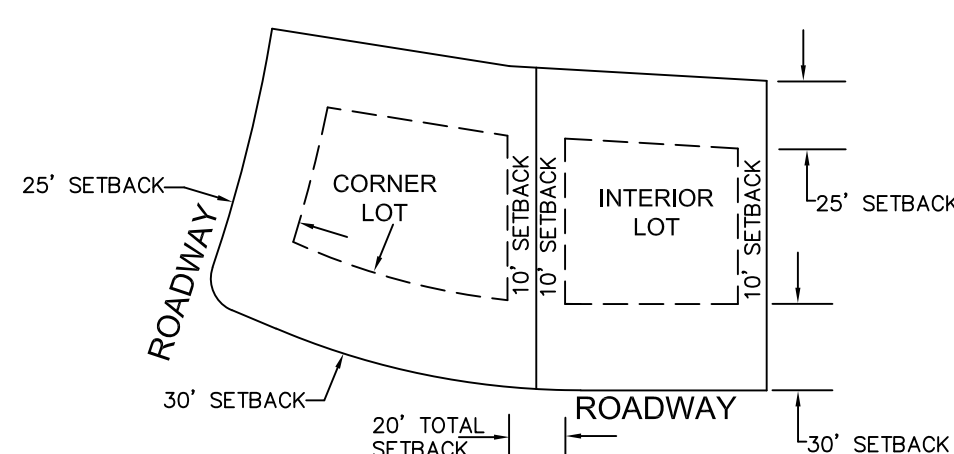 25' SETBACK
ROADWAY
CORNER
LOT
10' SETBACK
10' SETBACK
INTERIOR
LOT
10' SETBACK
25' SETBACK
30' SETBACK
20' TOTAL
SETBACK
ROADWAY
30' SETBACK